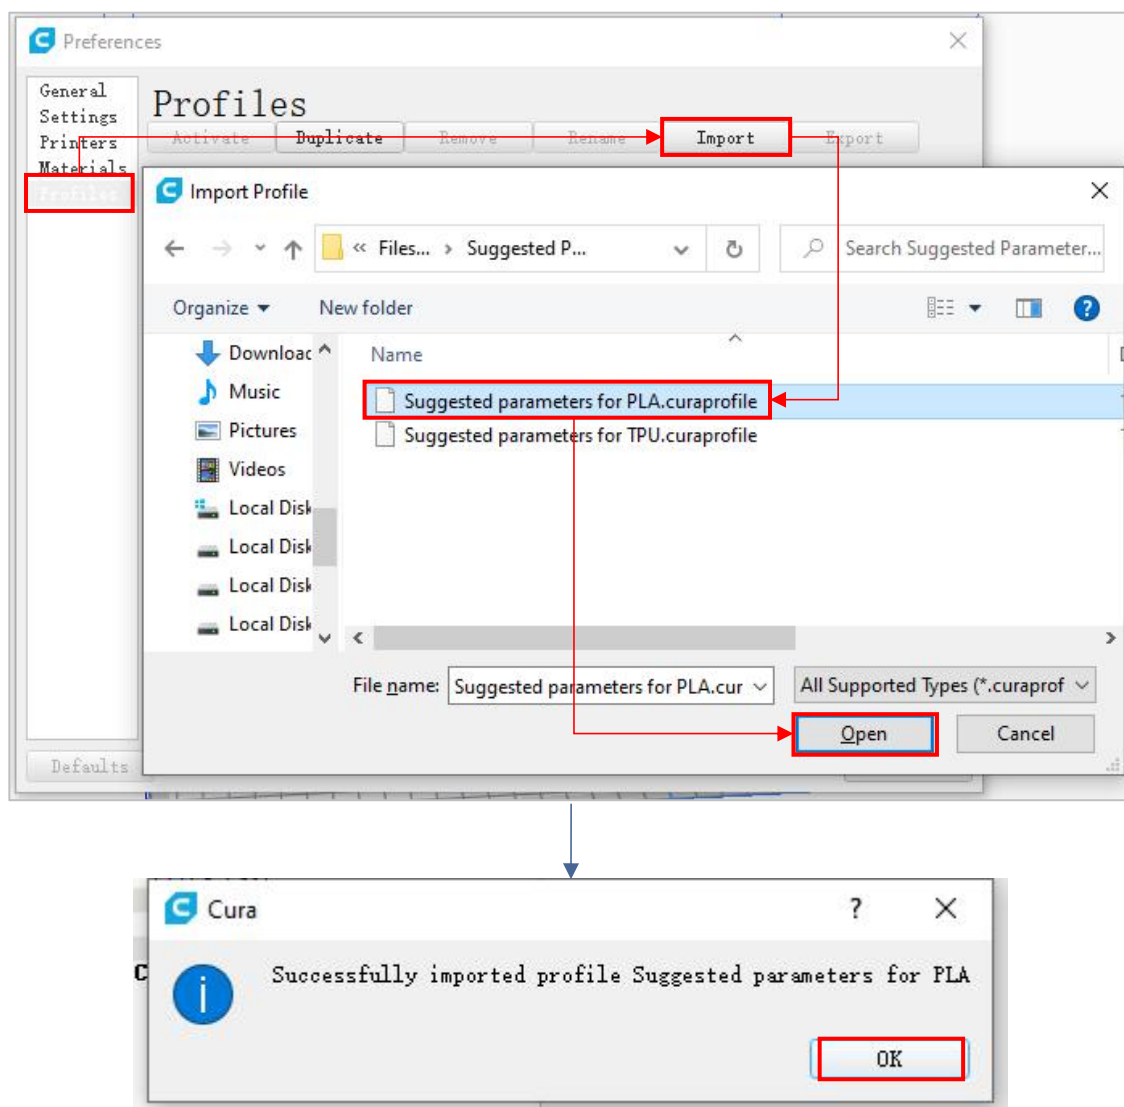 Preferences
General
Settings
Printers
Materials
Profiles
Profiles
Activate Duplicate Remove Rename Import Export
Import Profile
« Files... › Suggested P...
Search Suggested Parameter...
Organize New folder
Name
Suggested parameters for PLA.curaprofile
Suggested parameters for TPU.curaprofile
Downloac
Music
Pictures
Videos
Local Disk
Local Disk
Local Disk
Local Disk
File name: Suggested parameters for PLA.cur All Supported Types (*.curaprof
Open Cancel
Defaults
Cura
?
Successfully imported profile Suggested parameters for PLA
OK